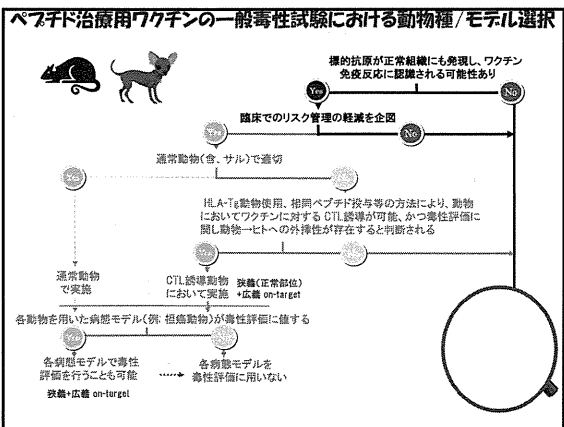 ペプチド治療用ワクチンの一般毒性試験における動物種/モデル選択
標的抗原が正常組織にも発現し、ワクチン
免疫反応に認識される可能性あり
Yes
No
臨床でのリスク管理の軽減を企図
Yes
No
通常動物(含、サル)で適切
Yes
HLA-Tg動物使用、相同ペプチド投与等の方法により、動物
においてワクチンに対するCTL誘導が可能、かつ毒性評価に
関し動物→ヒトへの外挿性が存在すると判断される
Yes
通常動物
で実施
CTL誘導動物
において実施
狭義(正常部位)
+広義 on-target
各動物を用いた病態モデル(例: 担癌動物)が毒性評価に値する
Yes
各病態モデルで毒性
評価を行うことも可能
各病態モデルを
毒性評価に用いない
狭義+広義 on-target